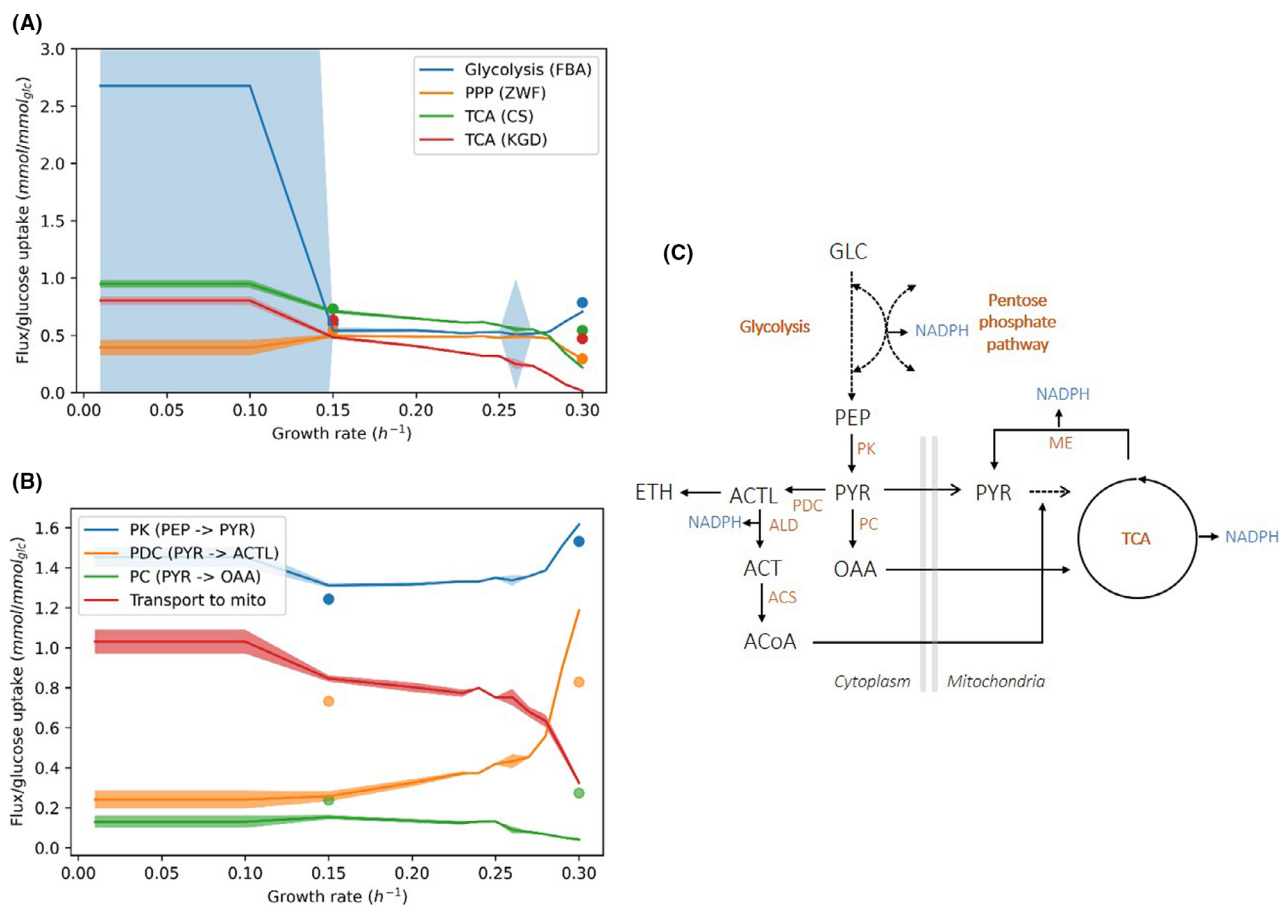 (A)
3.0
2.5
2.0
1.5
1.0
0.5
0.0
Flux/glucose uptake (mmol/mmol_glc)
Glycolysis (FBA)
PPP (ZWF)
TCA (CS)
TCA (KGD)
0.00 0.05 0.10 0.15 0.20 0.25 0.30
Growth rate (h⁻¹)
(B)
1.6
1.4
1.2
1.0
0.8
0.6
0.4
0.2
0.0
Flux/glucose uptake (mmol/mmol_glc)
PK (PEP -> PYR)
PDC (PYR -> ACTL)
PC (PYR -> OAA)
Transport to mito
0.00 0.05 0.10 0.15 0.20 0.25 0.30
Growth rate (h⁻¹)
(C)
GLC
Glycolysis
NADPH
Pentose
phosphate
pathway
PEP
NADPH
PK
ME
ETH
ACTL
PDC
PYR
PYR
NADPH
ALD
PC
TCA
NADPH
ACT
OAA
ACS
ACoA
Cytoplasm
Mitochondria